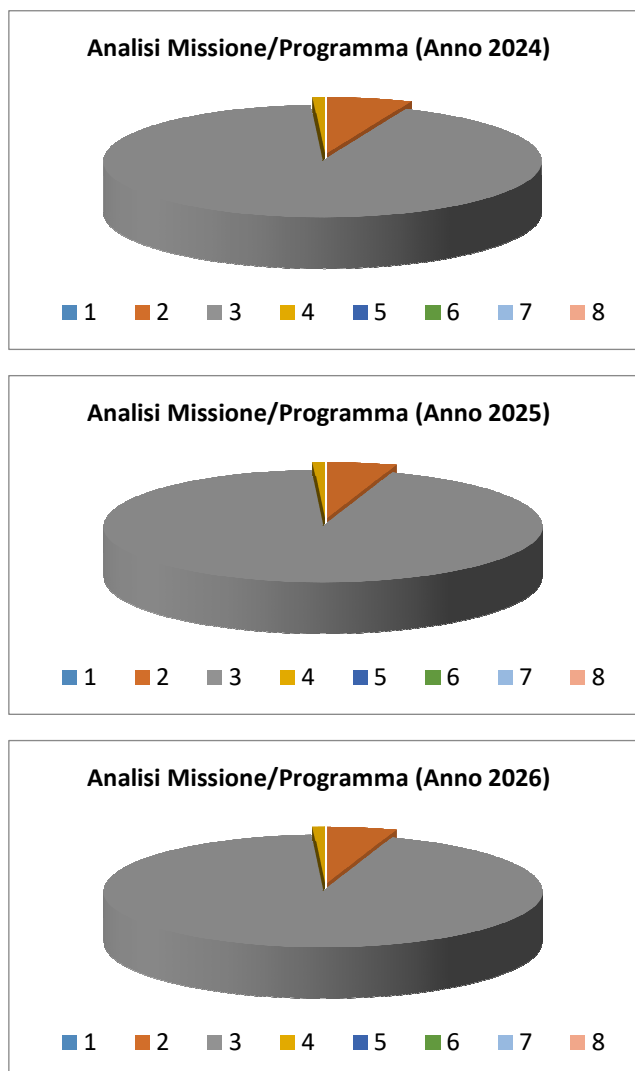 Analisi Missione/Programma (Anno 2024)
1 2 3 4 5 6 7 8
Analisi Missione/Programma (Anno 2025)
1 2 3 4 5 6 7 8
Analisi Missione/Programma (Anno 2026)
1 2 3 4 5 6 7 8